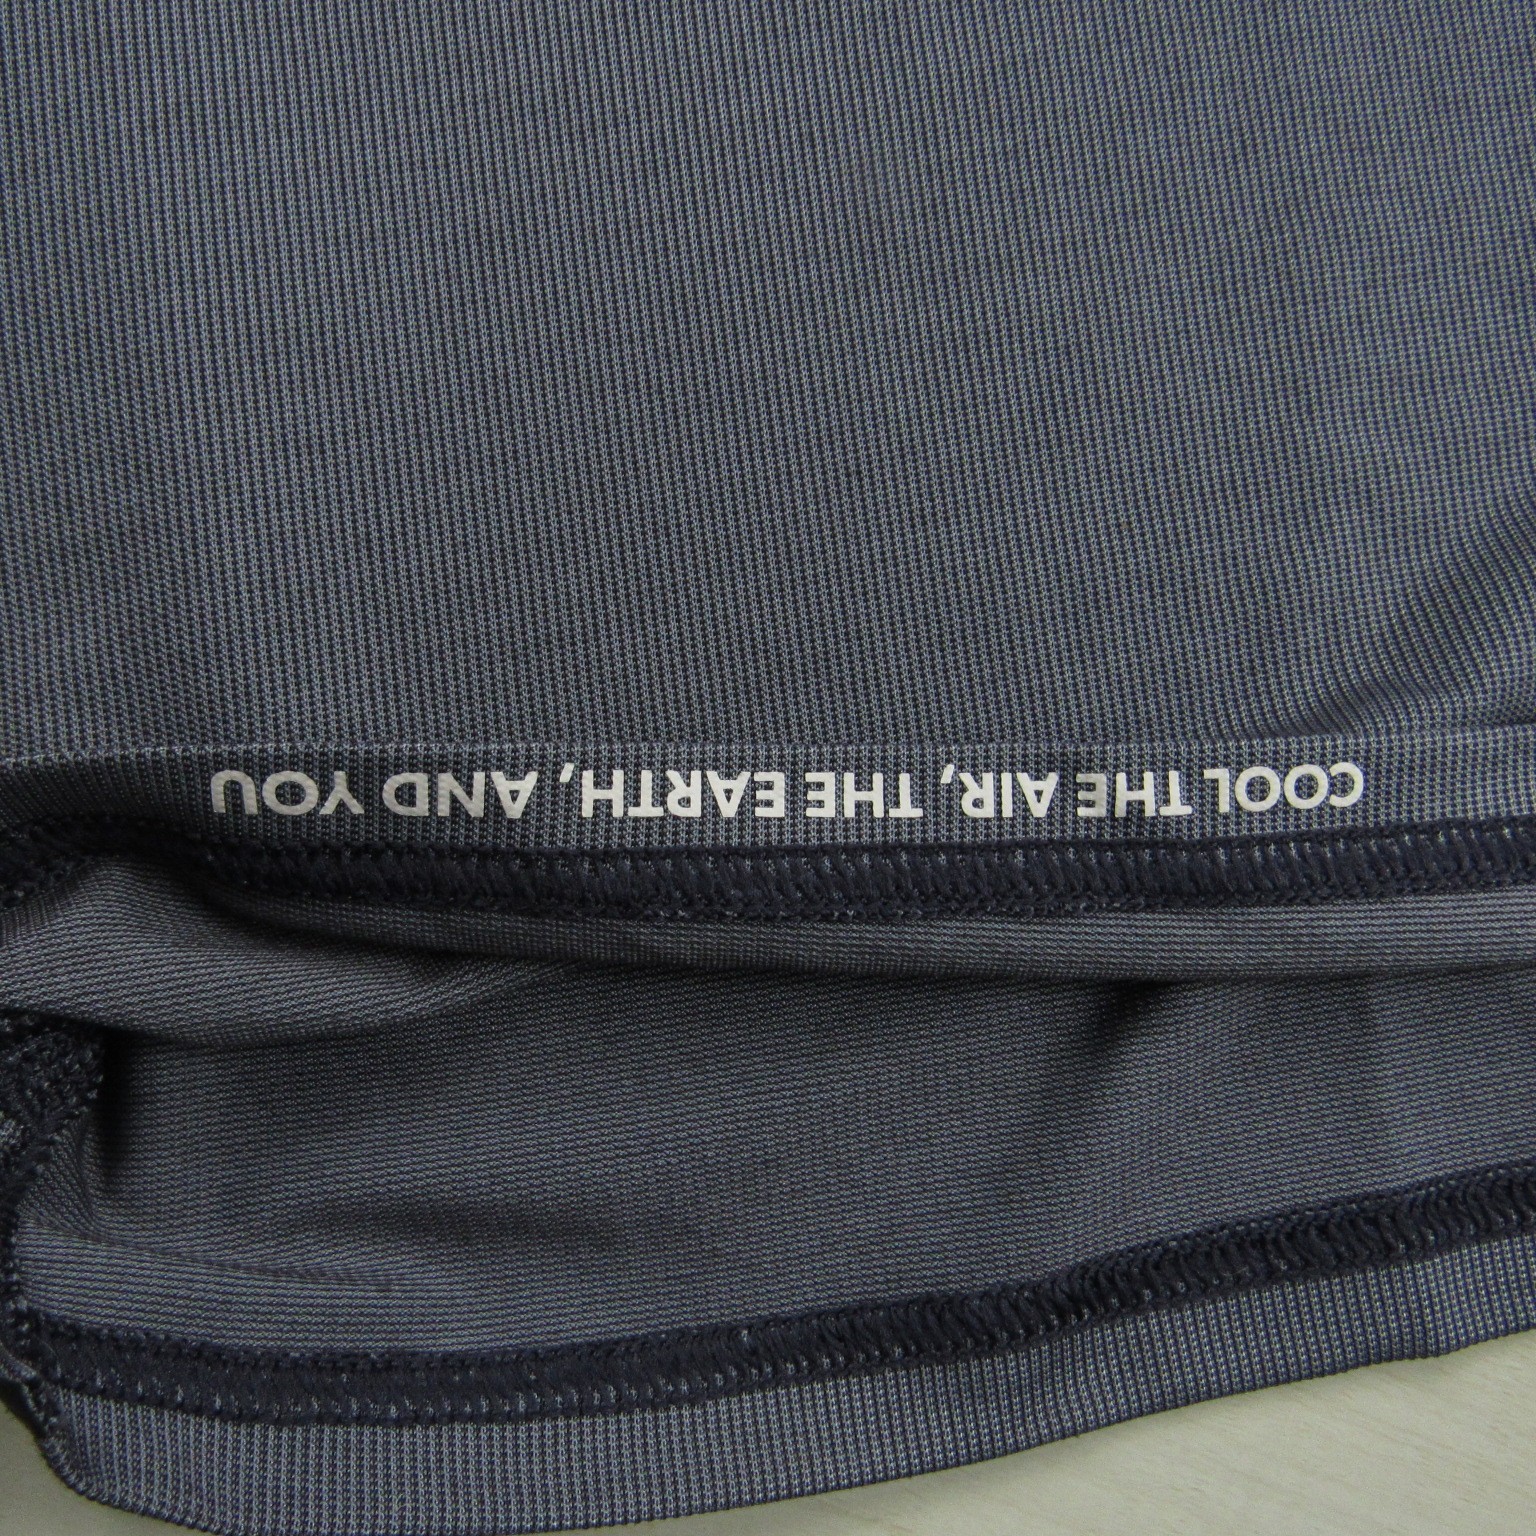 COOL THE AIR, THE EARTH, AND YOU